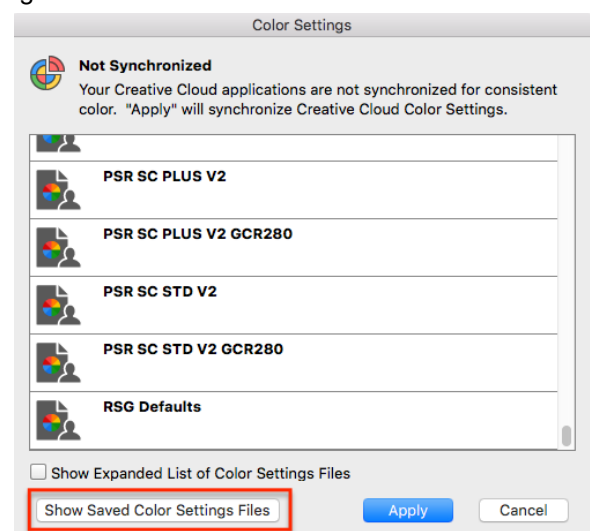 Color Settings
Not Synchronized
Your Creative Cloud applications are not synchronized for consistent
color. "Apply" will synchronize Creative Cloud Color Settings.
PSR SC PLUS V2
PSR SC PLUS V2 GCR280
PSR SC STD V2
PSR SC STD V2 GCR280
RSG Defaults
Show Expanded List of Color Settings Files
Show Saved Color Settings Files Apply Cancel